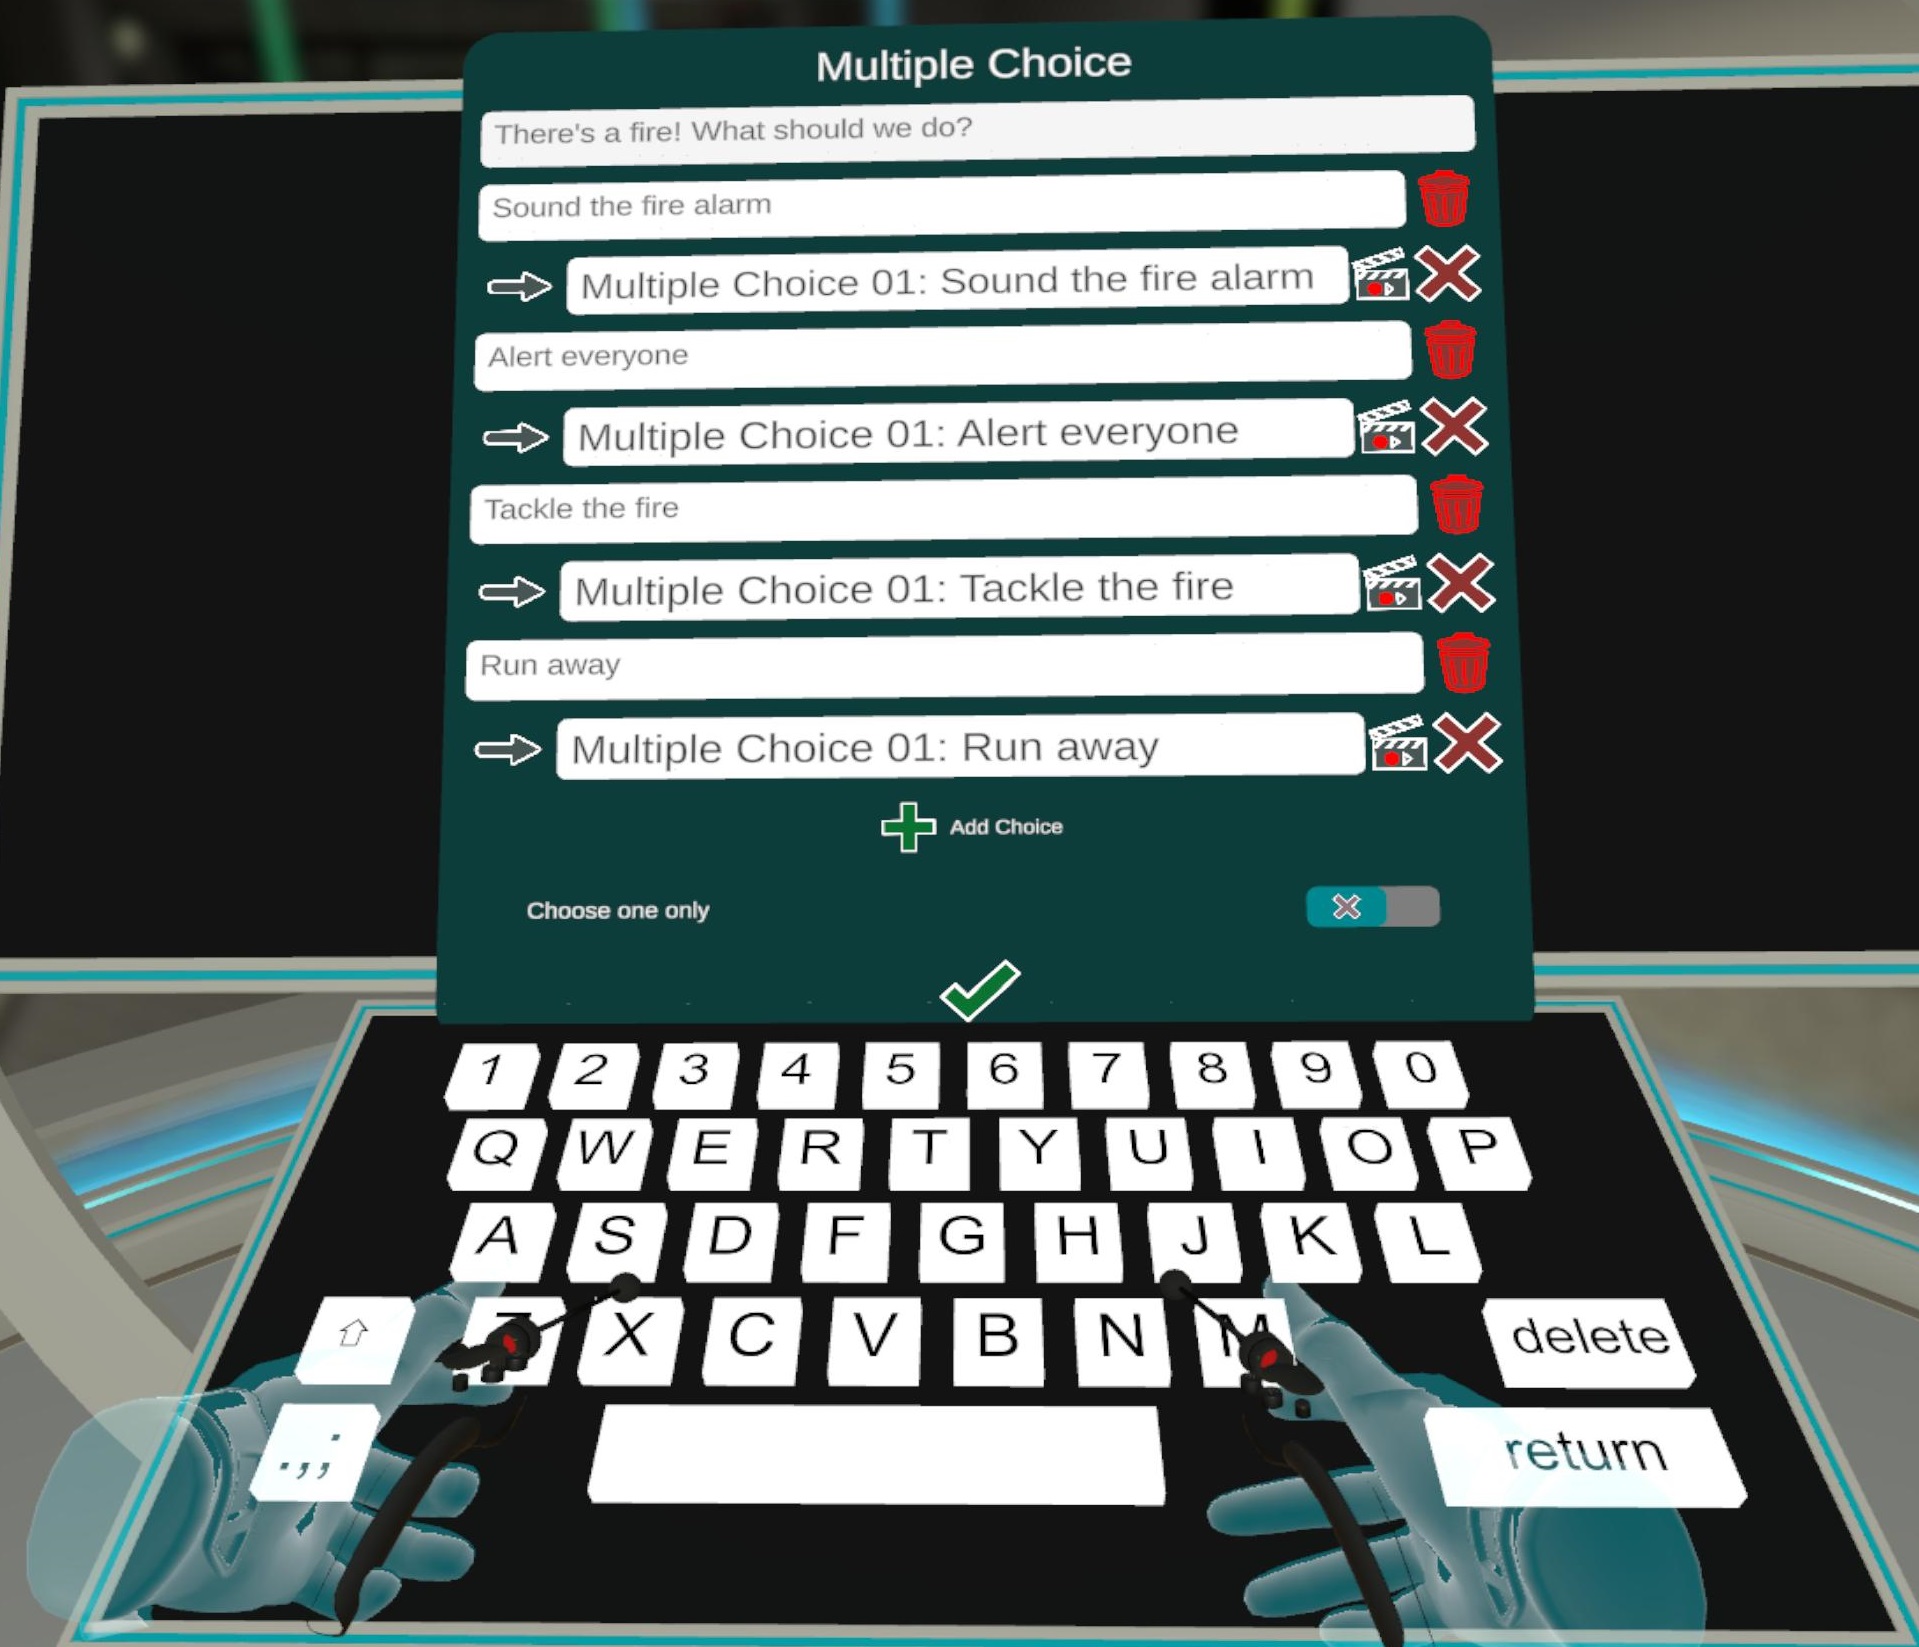 Multiple Choice
There's a fire! What should we do?
Sound the fire alarm
Multiple Choice 01: Sound the fire alarm
Alert everyone
Multiple Choice 01: Alert everyone
Tackle the fire
Multiple Choice 01: Tackle the fire
Run away
Multiple Choice 01: Run away
Add Choice
Choose one only
1 2 3 4 5 6 7 8 9 0
Q W E R T Y U I O P
A S D F G H J K L
X C V B N M delete
.,;: return